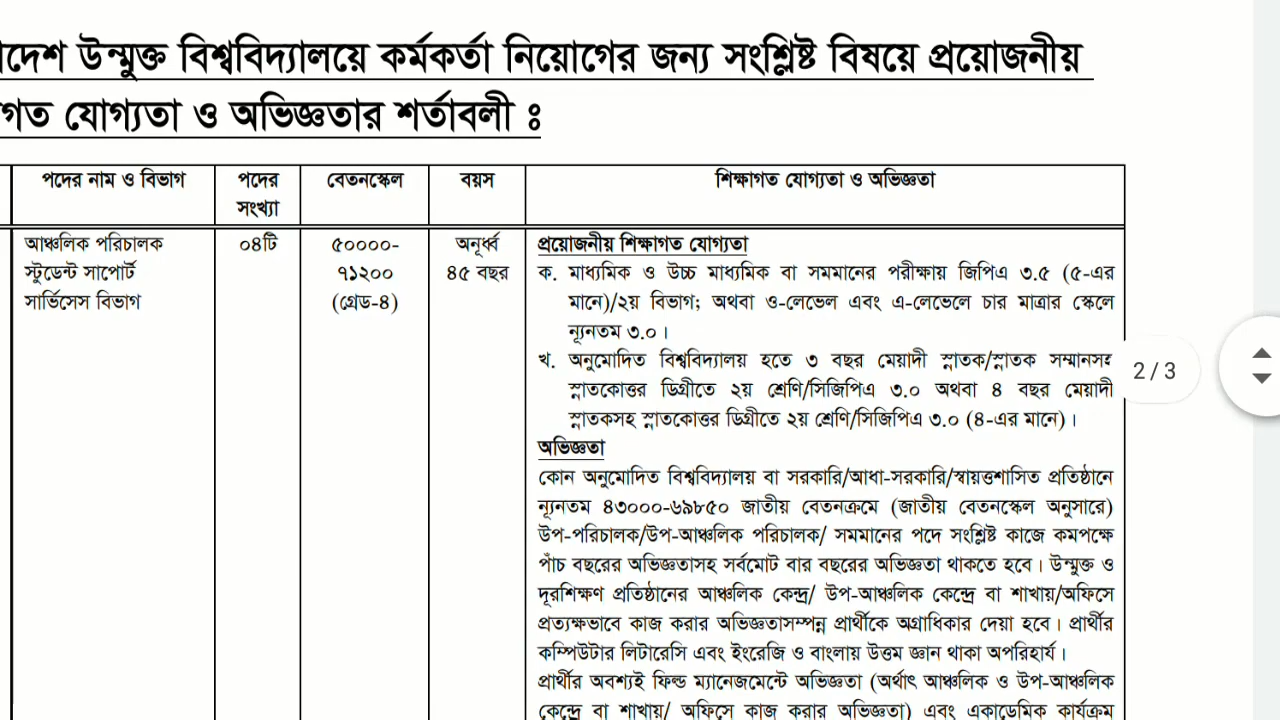 াদেশ উন্মুক্ত বিশ্ববিদ্যালয়ে কর্মকর্তা নিয়োগের জন্য সংশ্লিষ্ট বিষয়ে প্রয়োজনীয়
গত যোগ্যতা ও অভিজ্ঞতার শর্তাবলী ঃ
পদের নাম ও বিভাগ
পদের
সংখ্যা
বেতনস্কেল
বয়স
শিক্ষাগত যোগ্যতা ও অভিজ্ঞতা
আঞ্চলিক পরিচালক
স্টুডেন্ট সাপোর্ট
সার্ভিসেস বিভাগ
০৪টি
৫০০০০-
৭১২০০
(গ্রেড-৪)
অনূর্ধ্ব
৪৫ বছর
প্রয়োজনীয় শিক্ষাগত যোগ্যতা
ক. মাধ্যমিক ও উচ্চ মাধ্যমিক বা সমমানের পরীক্ষায় জিপিএ ৩.৫ (৫-এর
মানে)/২য় বিভাগ; অথবা ও-লেভেল এবং এ-লেভেলে চার মাত্রার স্কেলে
ন্যূনতম ৩.০।
খ. অনুমোদিত বিশ্ববিদ্যালয় হতে ৩ বছর মেয়াদী স্নাতক/স্নাতক সম্মানসহ
স্নাতকোত্তর ডিগ্রীতে ২য় শ্রেণি/সিজিপিএ ৩.০ অথবা ৪ বছর মেয়াদী
স্নাতকসহ স্নাতকোত্তর ডিগ্রীতে ২য় শ্রেণি/সিজিপিএ ৩.০ (৪-এর মানে)।
অভিজ্ঞতা
কোন অনুমোদিত বিশ্ববিদ্যালয় বা সরকারি/আধা-সরকারি/স্বায়ত্তশাসিত প্রতিষ্ঠানে
ন্যূনতম ৪৩০০০-৬৯৮৫০ জাতীয় বেতনক্রমে (জাতীয় বেতনস্কেল অনুসারে)
উপ-পরিচালক/উপ-আঞ্চলিক পরিচালক/ সমমানের পদে সংশ্লিষ্ট কাজে কমপক্ষে
পাঁচ বছরের অভিজ্ঞতাসহ সর্বমোট বার বছরের অভিজ্ঞতা থাকতে হবে। উন্মুক্ত ও
দূরশিক্ষণ প্রতিষ্ঠানের আঞ্চলিক কেন্দ্র/ উপ-আঞ্চলিক কেন্দ্রে বা শাখায়/অফিসে
প্রত্যক্ষভাবে কাজ করার অভিজ্ঞতাসম্পন্ন প্রার্থীকে অগ্রাধিকার দেয়া হবে। প্রার্থীর
কম্পিউটার লিটারেসি এবং ইংরেজি ও বাংলায় উত্তম জ্ঞান থাকা অপরিহার্য।
প্রার্থীর অবশ্যই ফিল্ড ম্যানেজমেন্টে অভিজ্ঞতা (অর্থাৎ আঞ্চলিক ও উপ-আঞ্চলিক
কেন্দ্রে বা শাখায়/ অফিসে কাজ করার অভিজ্ঞতা) এবং একাডেমিক কার্যক্রম
2 / 3